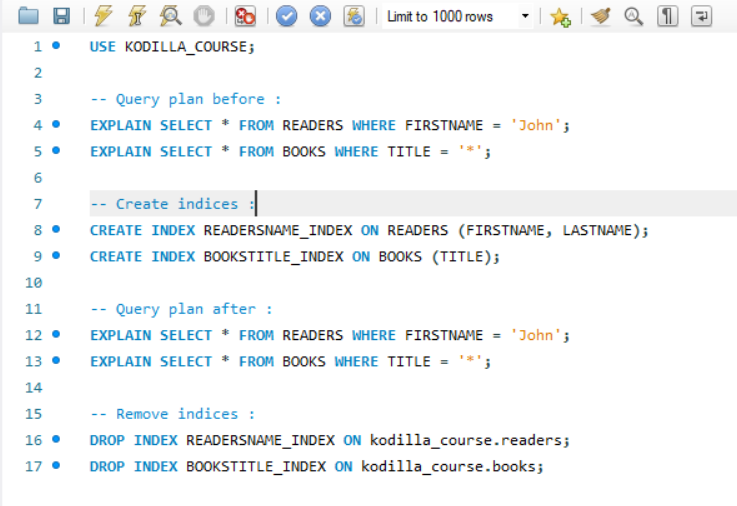 Limit to 1000 rows
1 USE KODILLA_COURSE;
2
3 -- Query plan before :
4 EXPLAIN SELECT * FROM READERS WHERE FIRSTNAME = 'John';
5 EXPLAIN SELECT * FROM BOOKS WHERE TITLE = '*';
6
7 -- Create indices :
8 CREATE INDEX READERSNAME_INDEX ON READERS (FIRSTNAME, LASTNAME);
9 CREATE INDEX BOOKSTITLE_INDEX ON BOOKS (TITLE);
10
11 -- Query plan after :
12 EXPLAIN SELECT * FROM READERS WHERE FIRSTNAME = 'John';
13 EXPLAIN SELECT * FROM BOOKS WHERE TITLE = '*';
14
15 -- Remove indices :
16 DROP INDEX READERSNAME_INDEX ON kodilla_course.readers;
17 DROP INDEX BOOKSTITLE_INDEX ON kodilla_course.books;